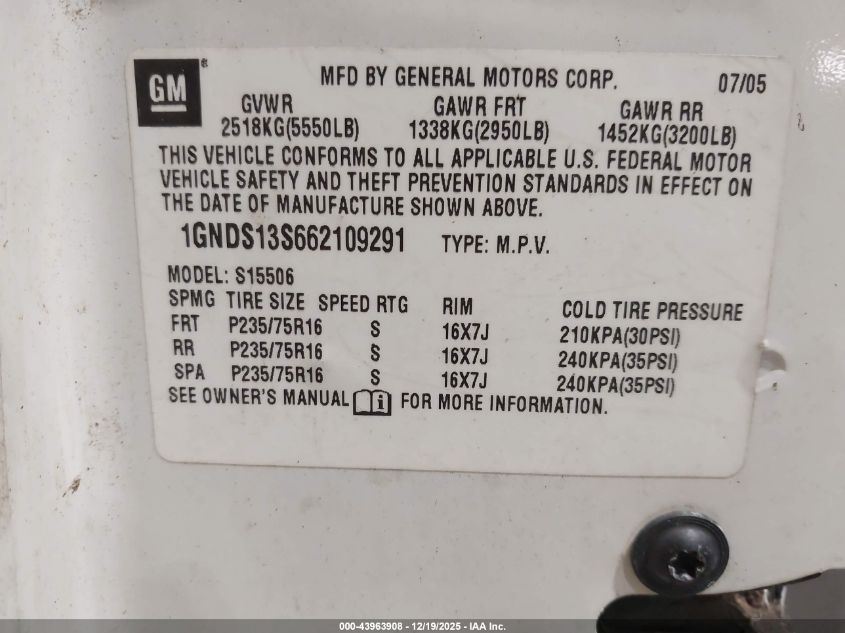 GM® MFD BY GENERAL MOTORS CORP. 07/05
GVWR GAWR FRT GAWR RR
2518KG(5550LB) 1338KG(2950LB) 1452KG(3200LB)
THIS VEHICLE CONFORMS TO ALL APPLICABLE U.S. FEDERAL MOTOR
VEHICLE SAFETY AND THEFT PREVENTION STANDARDS IN EFFECT ON
THE DATE OF MANUFACTURE SHOWN ABOVE.
1GNDS13S662109291 TYPE: M.P.V.
MODEL: S15506
SPMG TIRE SIZE SPEED RTG RIM COLD TIRE PRESSURE
FRT P235/75R16 S 16X7J 210KPA(30PSI)
RR P235/75R16 S 16X7J 240KPA(35PSI)
SPA P235/75R16 S 16X7J 240KPA(35PSI)
SEE OWNER'S MANUAL i FOR MORE INFORMATION.
000-43963908 - 12/19/2025 - IAA Inc.